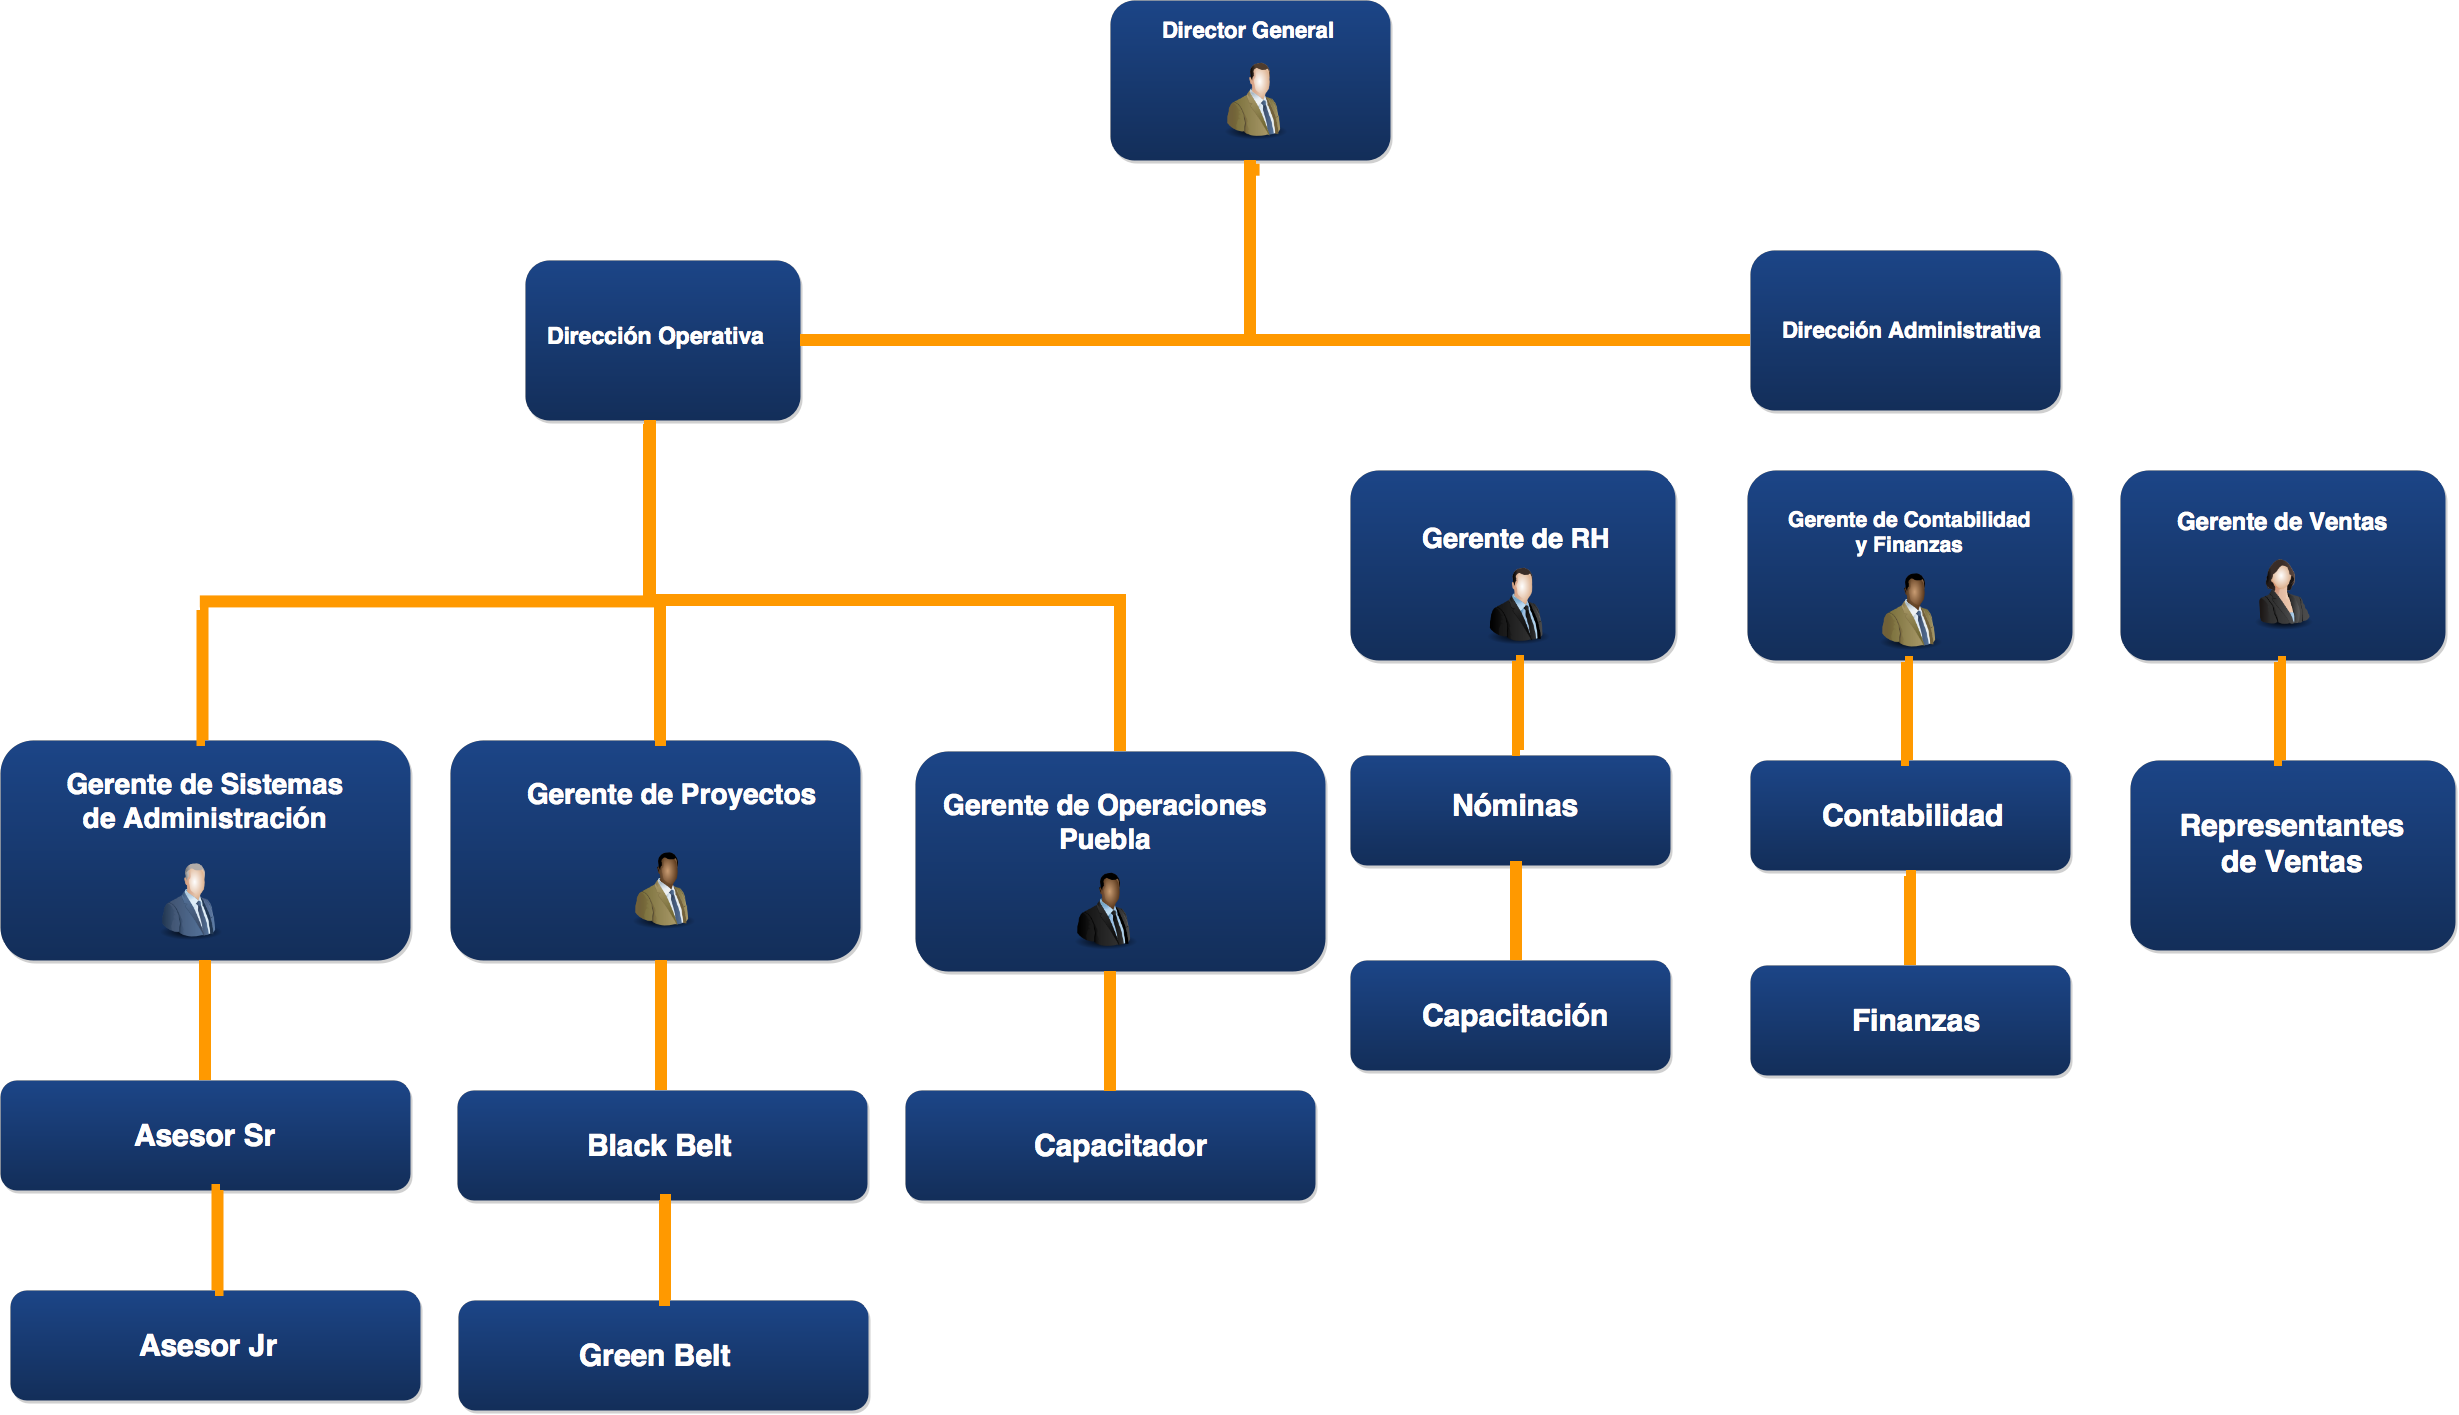 Director General
Dirección Operativa
Dirección Administrativa
Gerente de RH
Gerente de Contabilidad
y Finanzas
Gerente de Ventas
Gerente de Sistemas
de Administración
Gerente de Proyectos
Gerente de Operaciones
Puebla
Nóminas
Contabilidad
Representantes
de Ventas
Capacitación
Finanzas
Asesor Sr
Black Belt
Capacitador
Asesor Jr
Green Belt